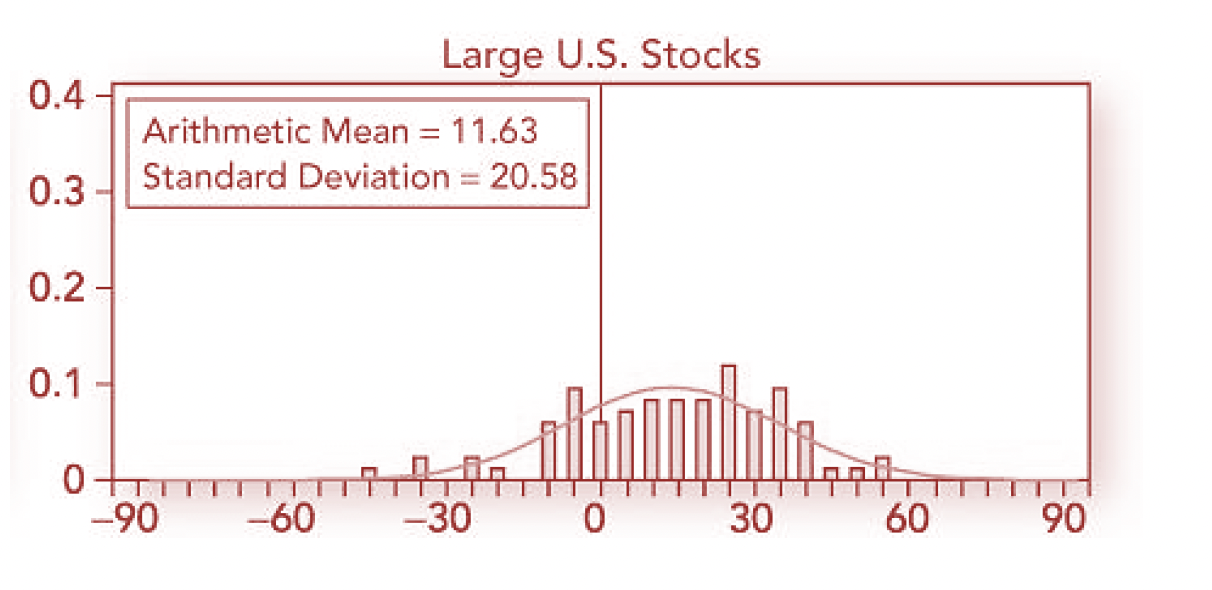 Large U.S. Stocks
0.4
Arithmetic Mean = 11.63
Standard Deviation = 20.58
0.3
0.2
0.1
0
–90 –60 –30 0 30 60 90